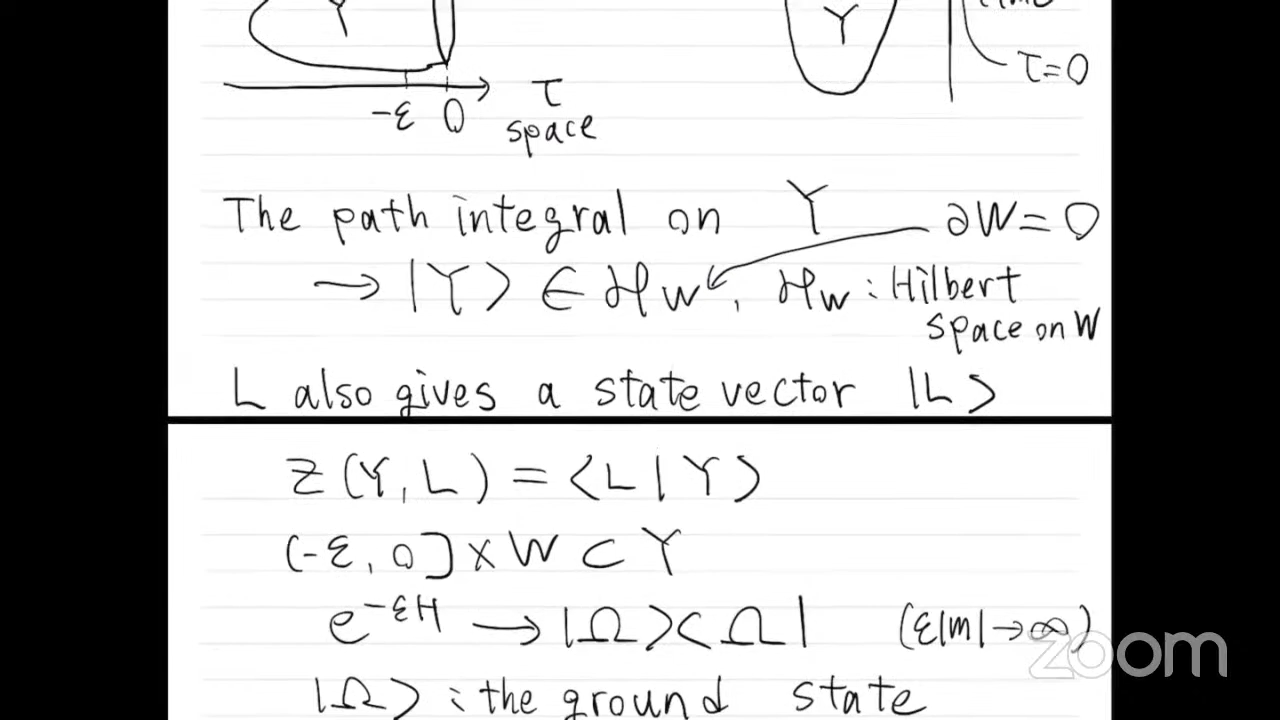 Y
Y
-ε 0 τ
space
τ=0
The path integral on Y ∂W=0
→ |Y> ∈ ℋ_W, ℋ_W : Hilbert
space on W
L also gives a state vector |L>
Z(Y, L) = <L|Y>
(-ε, 0] × W ⊂ Y
e^{-εH} → |Ω><Ω| (ε|m|→∞)
zoom
|Ω> : the ground state